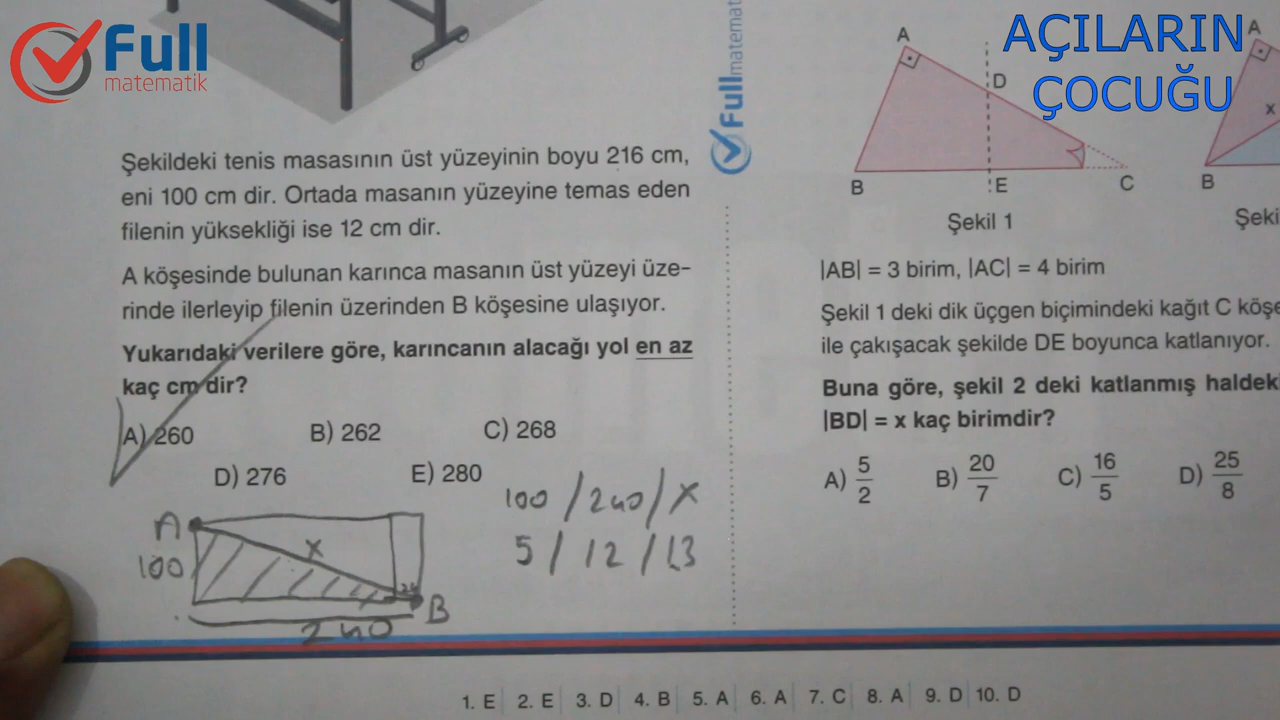 Full
matematik
AÇILARIN
ÇOCUĞU
Şekildeki tenis masasının üst yüzeyinin boyu 216 cm,
eni 100 cm dir. Ortada masanın yüzeyine temas eden
filenin yüksekliği ise 12 cm dir.
A köşesinde bulunan karınca masanın üst yüzeyi üze-
rinde ilerleyip filenin üzerinden B köşesine ulaşıyor.
Yukarıdaki verilere göre, karıncanın alacağı yol en az
kaç cm dir?
A) 260 B) 262 C) 268
D) 276 E) 280
100 / 240 / x
5 / 12 / 13
A
100
x
24
B
240
Full matemat
A
D
B E C
Şekil 1
A
x
B
Şeki
|AB| = 3 birim, |AC| = 4 birim
Şekil 1 deki dik üçgen biçimindeki kağıt C köşe
ile çakışacak şekilde DE boyunca katlanıyor.
Buna göre, şekil 2 deki katlanmış haldek
|BD| = x kaç birimdir?
A) 5/2 B) 20/7 C) 16/5 D) 25/8
1. E 2. E 3. D 4. B 5. A 6. A 7. C 8. A 9. D 10. D